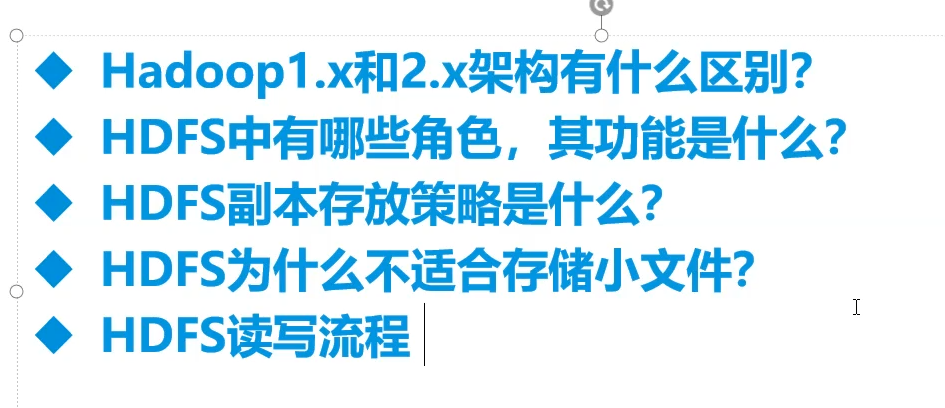 ◆ Hadoop1.x和2.x架构有什么区别？
◆ HDFS中有哪些角色，其功能是什么？
◆ HDFS副本存放策略是什么？
◆ HDFS为什么不适合存储小文件？
◆ HDFS读写流程